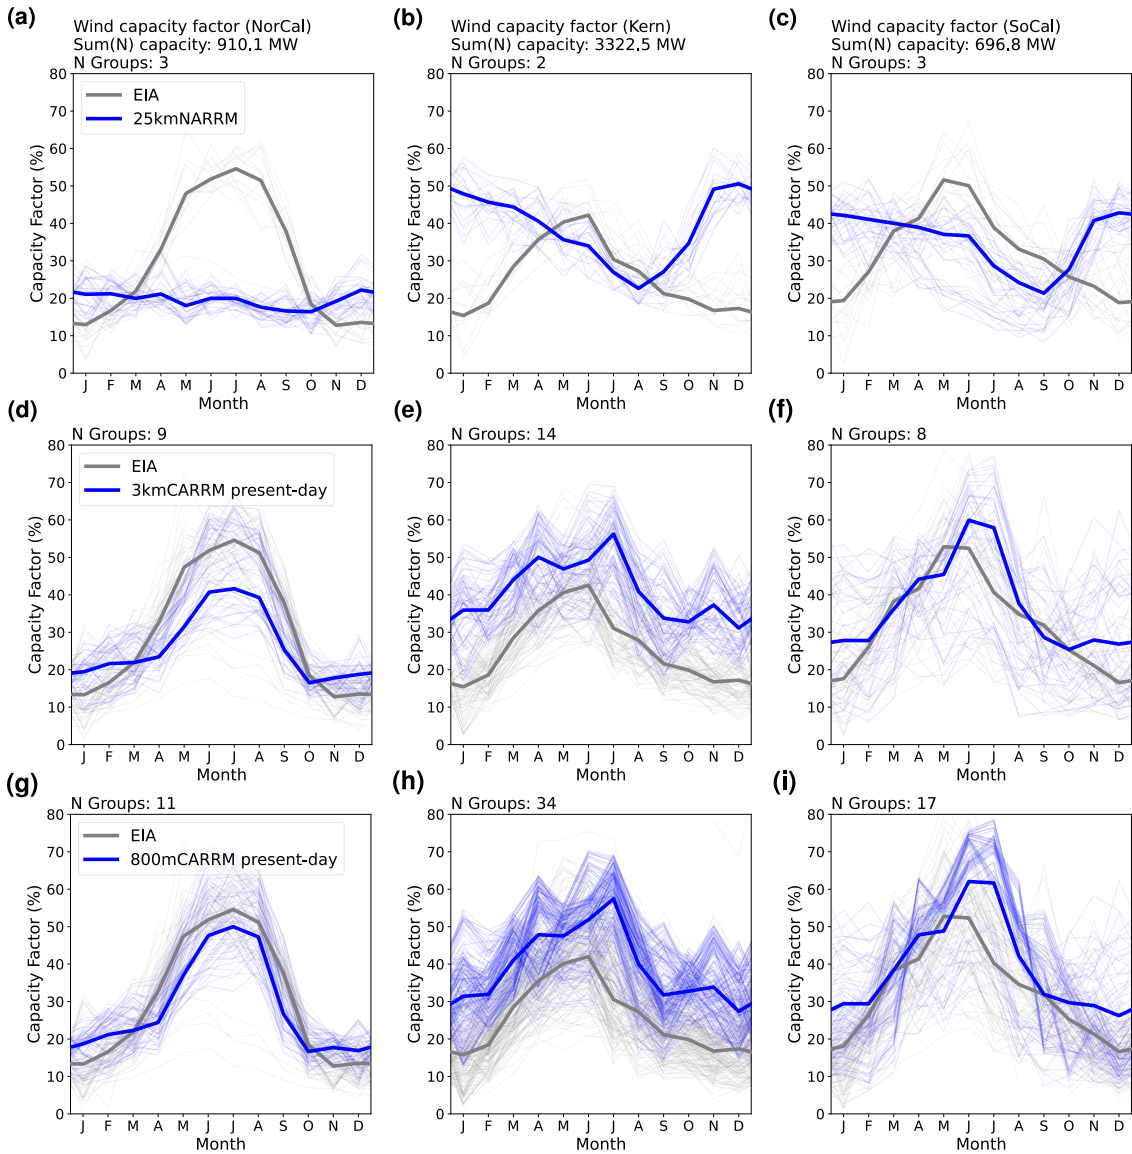 (a)
Wind capacity factor (NorCal)
Sum(N) capacity: 910.1 MW
N Groups: 3
80
70
60
50
40
30
20
10
0
Capacity Factor (%)
EIA
25kmNARRM
J F M A M J J A S O N D
Month
(b)
Wind capacity factor (Kern)
Sum(N) capacity: 3322.5 MW
N Groups: 2
80
70
60
50
40
30
20
10
0
Capacity Factor (%)
J F M A M J J A S O N D
Month
(c)
Wind capacity factor (SoCal)
Sum(N) capacity: 696.8 MW
N Groups: 3
80
70
60
50
40
30
20
10
0
Capacity Factor (%)
J F M A M J J A S O N D
Month
(d)
N Groups: 9
80
70
60
50
40
30
20
10
0
Capacity Factor (%)
EIA
3kmCARRM present-day
J F M A M J J A S O N D
Month
(e)
N Groups: 14
80
70
60
50
40
30
20
10
0
Capacity Factor (%)
J F M A M J J A S O N D
Month
(f)
N Groups: 8
80
70
60
50
40
30
20
10
0
Capacity Factor (%)
J F M A M J J A S O N D
Month
(g)
N Groups: 11
80
70
60
50
40
30
20
10
0
Capacity Factor (%)
EIA
800mCARRM present-day
J F M A M J J A S O N D
Month
(h)
N Groups: 34
80
70
60
50
40
30
20
10
0
Capacity Factor (%)
J F M A M J J A S O N D
Month
(i)
N Groups: 17
80
70
60
50
40
30
20
10
0
Capacity Factor (%)
J F M A M J J A S O N D
Month